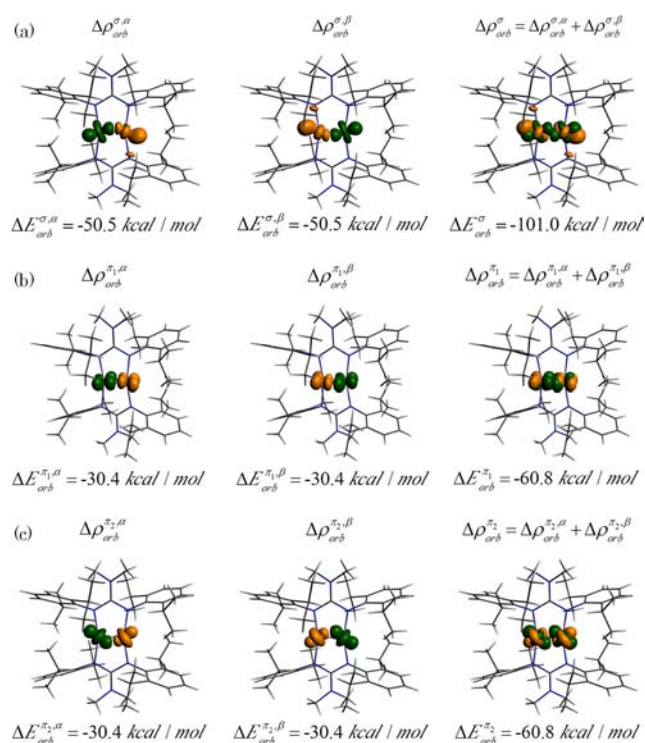 (a) Δρ_orb^σ,α Δρ_orb^σ,β Δρ_orb^σ = Δρ_orb^σ,α + Δρ_orb^σ,β
ΔE_orb^σ,α = -50.5 kcal / mol ΔE_orb^σ,β = -50.5 kcal / mol ΔE_orb^σ = -101.0 kcal / mol
(b) Δρ_orb^π₁,α Δρ_orb^π₁,β Δρ_orb^π₁ = Δρ_orb^π₁,α + Δρ_orb^π₁,β
ΔE_orb^π₁,α = -30.4 kcal / mol ΔE_orb^π₁,β = -30.4 kcal / mol ΔE_orb^π₁ = -60.8 kcal / mol
(c) Δρ_orb^π₂,α Δρ_orb^π₂,β Δρ_orb^π₂ = Δρ_orb^π₂,α + Δρ_orb^π₂,β
ΔE_orb^π₂,α = -30.4 kcal / mol ΔE_orb^π₂,β = -30.4 kcal / mol ΔE_orb^π₂ = -60.8 kcal / mol